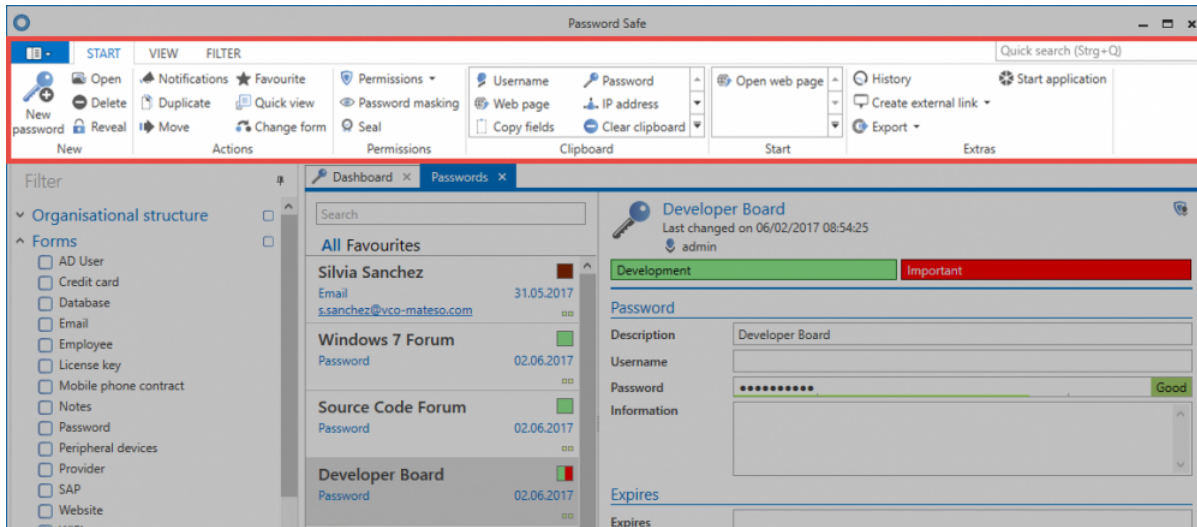 Password Safe
START VIEW FILTER Quick search (Strg+Q)
New password
Open
Delete
Reveal
New
Notifications Favourite
Duplicate Quick view
Move Change form
Actions
Permissions
Password masking
Seal
Permissions
Username Password
Web page IP address
Copy fields Clear clipboard
Clipboard
Open web page
Start
History Start application
Create external link
Export
Extras
Filter
Organisational structure
Forms
AD User
Credit card
Database
Email
Employee
License key
Mobile phone contract
Notes
Password
Peripheral devices
Provider
SAP
Website
Dashboard Passwords
Search
All Favourites
Silvia Sanchez
Email 31.05.2017
s.sanchez@vco-mateso.com
Windows 7 Forum
Password 02.06.2017
Source Code Forum
Password 02.06.2017
Developer Board
Password 02.06.2017
Developer Board
Last changed on 06/02/2017 08:54:25
admin
Development Important
Password
Description Developer Board
Username
Password •••••••••• Good
Information
Expires
Expires